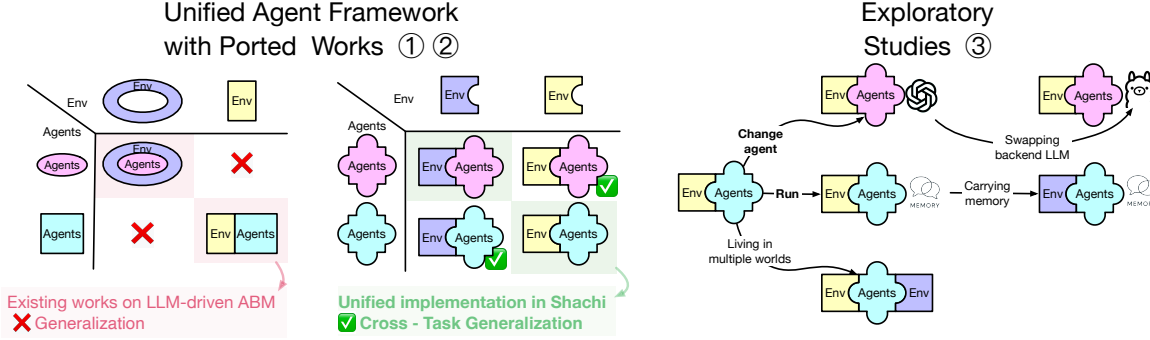 Unified Agent Framework
with Ported Works ① ②
Env
Agents
Env
Env
Agents
Env
Agents
Agents
Env Agents
Existing works on LLM-driven ABM
❌ Generalization
Env
Agents
Env
Env
Agents
Env Agents
Env Agents
Agents
Env Agents
Env Agents
Unified implementation in Shachi
✅ Cross - Task Generalization
Exploratory
Studies ③
Env Agents
Env Agents
Change
agent
Swapping
backend LLM
Env Agents
Run
Env Agents
MEMORY
Carrying
memory
Env Agents
MEMOR
Living in
multiple worlds
Env Agents Env